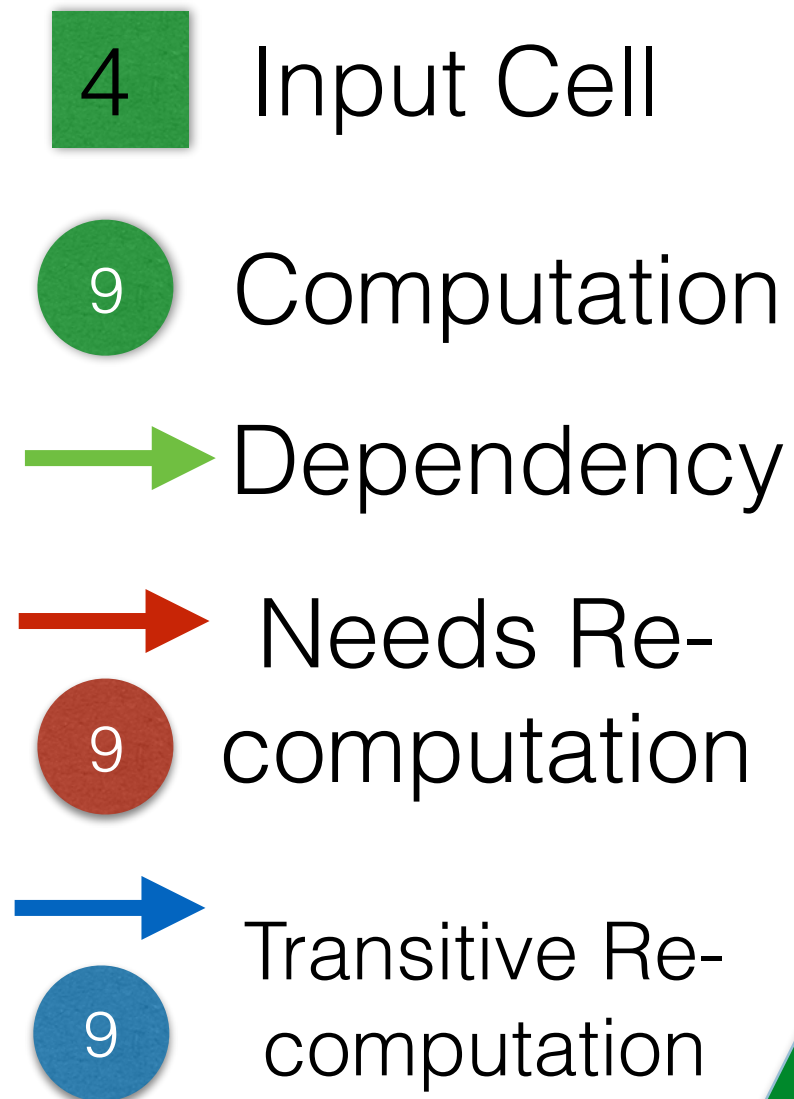 4 Input Cell
9 Computation
Dependency
Needs Re-
9 computation
Transitive Re-
9 computation